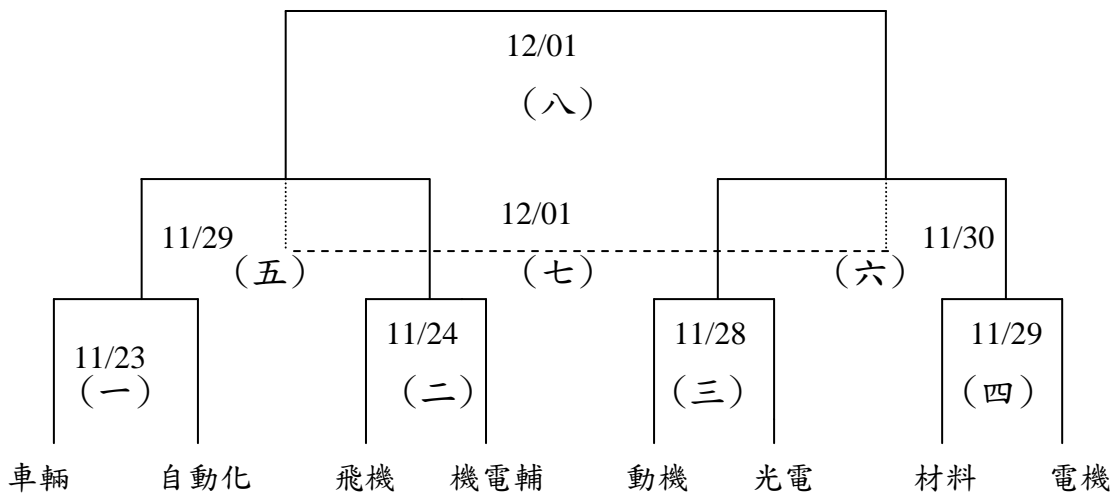 12/01
（八）
12/01
11/29
11/30
（五）
（七）
（六）
11/24
11/28
11/29
11/23
（一）
（二）
（三）
（四）
車輛 自動化 飛機 機電輔 動機 光電 材料 電機